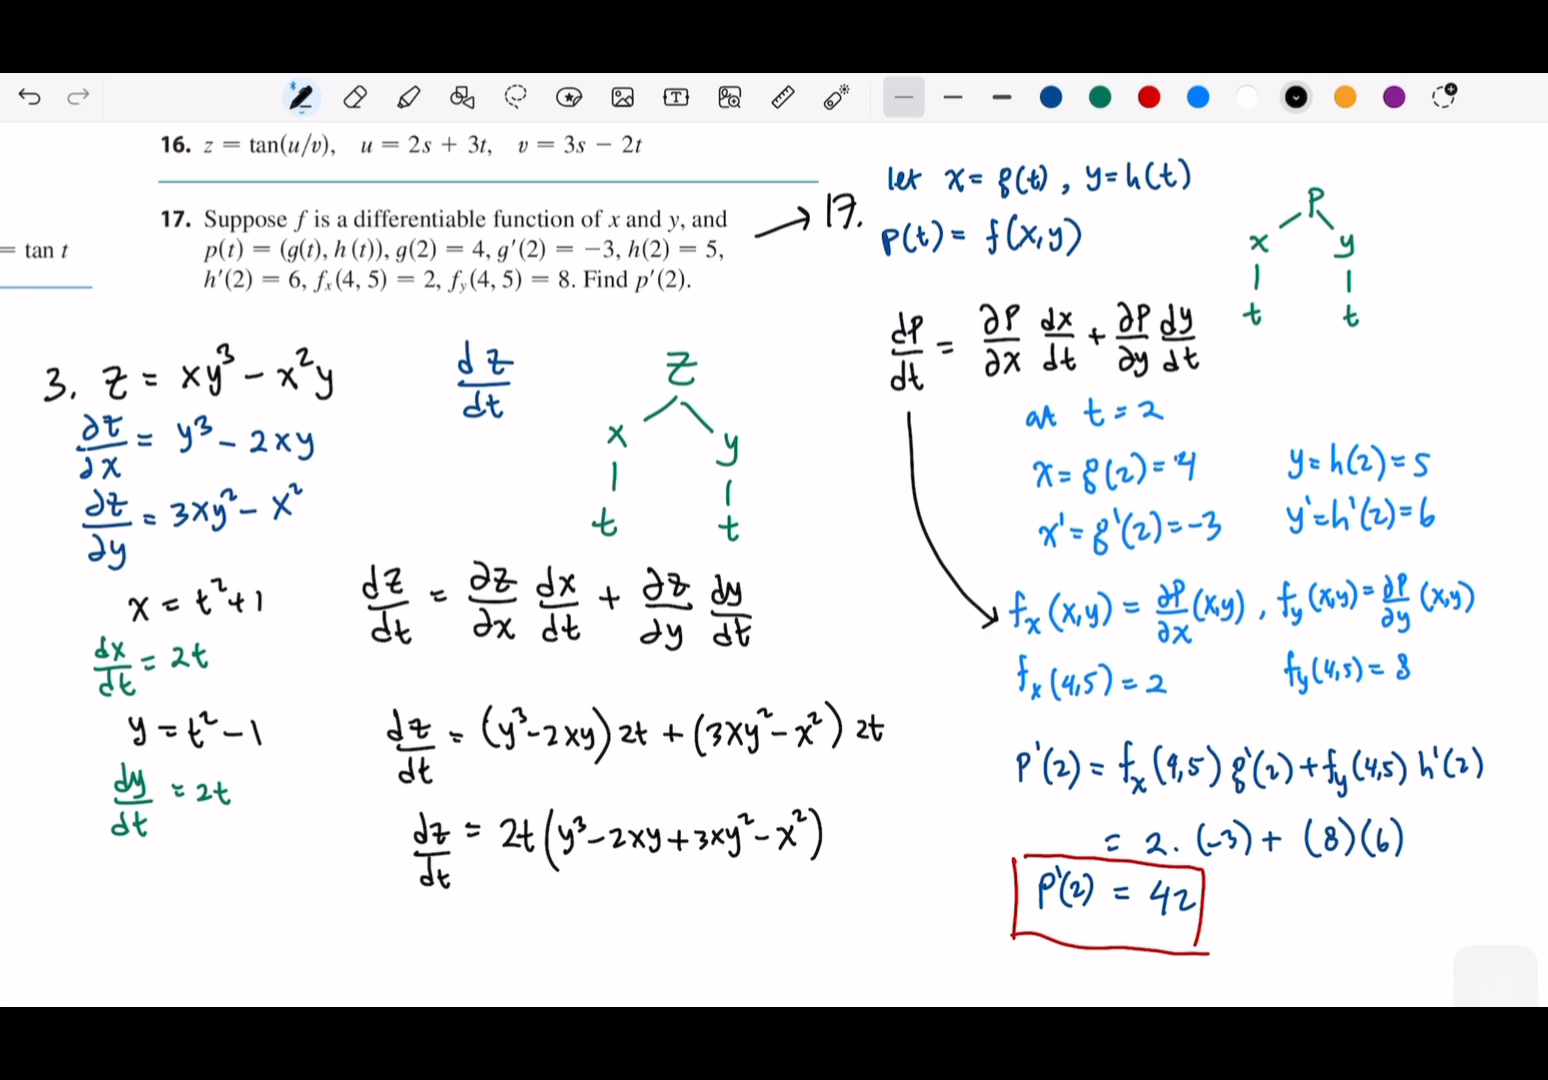 16. z = tan(u/v), u = 2s + 3t, v = 3s − 2t
17. Suppose f is a differentiable function of x and y, and
p(t) = (g(t), h (t)), g(2) = 4, g′(2) = −3, h(2) = 5,
h′(2) = 6, fₓ(4, 5) = 2, f_y(4, 5) = 8. Find p′(2).
= tan t
3. z = xy³ − x²y
∂z/∂x = y³ − 2xy
∂z/∂y = 3xy² − x²
x = t² + 1
dx/dt = 2t
y = t² − 1
dy/dt = 2t
dz/dt
z
x y
t t
dz/dt = ∂z/∂x dx/dt + ∂z/∂y dy/dt
dz/dt = (y³ − 2xy) 2t + (3xy² − x²) 2t
dz/dt = 2t (y³ − 2xy + 3xy² − x²)
17.
let x = g(t), y = h(t)
P(t) = f(x,y)
P
x y
t t
dP/dt = ∂P/∂x dx/dt + ∂P/∂y dy/dt
at t = 2
x = g(2) = 4 y = h(2) = 5
x' = g'(2) = −3 y' = h'(2) = 6
fₓ(x,y) = ∂P/∂x (x,y), f_y(x,y) = ∂P/∂y (x,y)
fₓ(4,5) = 2 f_y(4,5) = 8
P'(2) = fₓ(4,5) g'(2) + f_y(4,5) h'(2)
= 2·(−3) + (8)(6)
P'(2) = 42